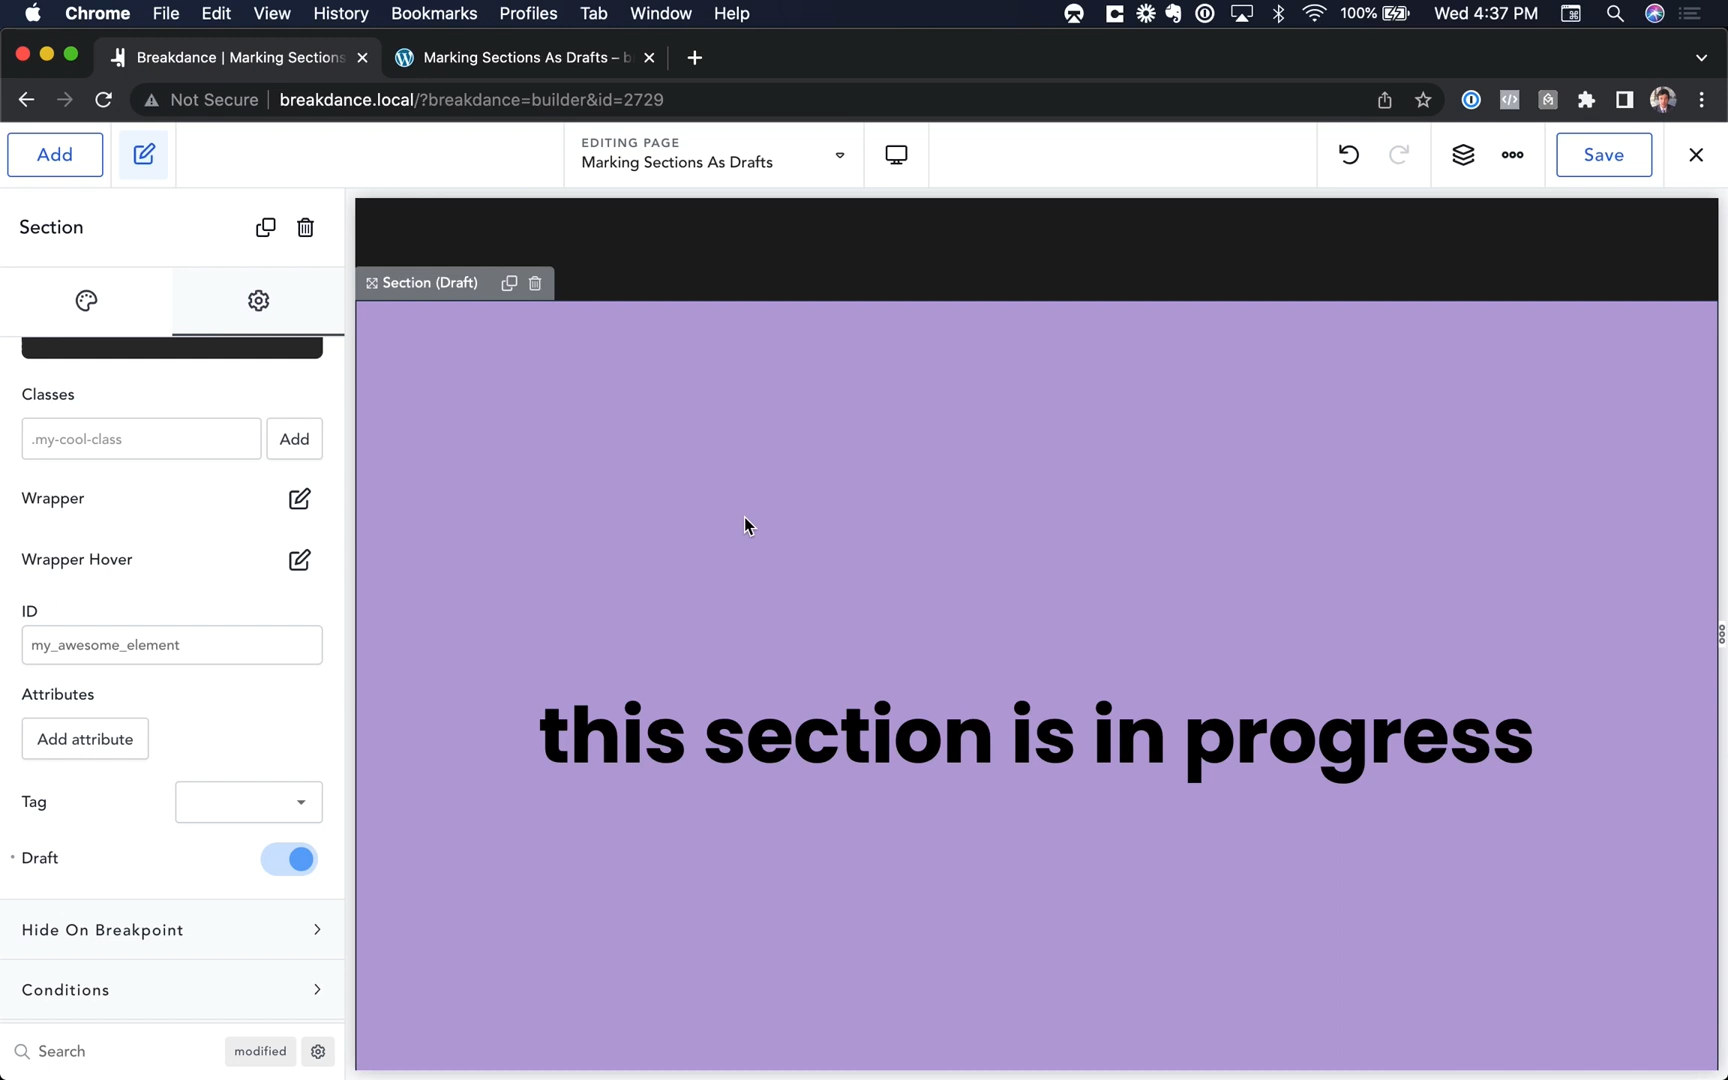 Chrome File Edit View History Bookmarks Profiles Tab Window Help 100% Wed 4:37 PM
Breakdance | Marking Sections
Marking Sections As Drafts – b
Not Secure breakdance.local/?breakdance=builder&id=2729
Add
EDITING PAGE
Marking Sections As Drafts
Save
Section
Section (Draft)
Classes
.my-cool-class Add
Wrapper
Wrapper Hover
ID
my_awesome_element
Attributes
Add attribute
Tag
Draft
Hide On Breakpoint
Conditions
Search modified
this section is in progress